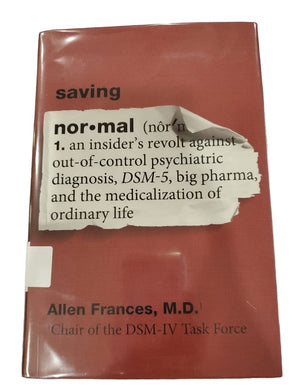 saving
nor•mal (nôrʹ
1. an insider's revolt against
out-of-control psychiatric
diagnosis, DSM-5, big pharma,
and the medicalization of
ordinary life
Allen Frances, M.D.
Chair of the DSM-IV Task Force